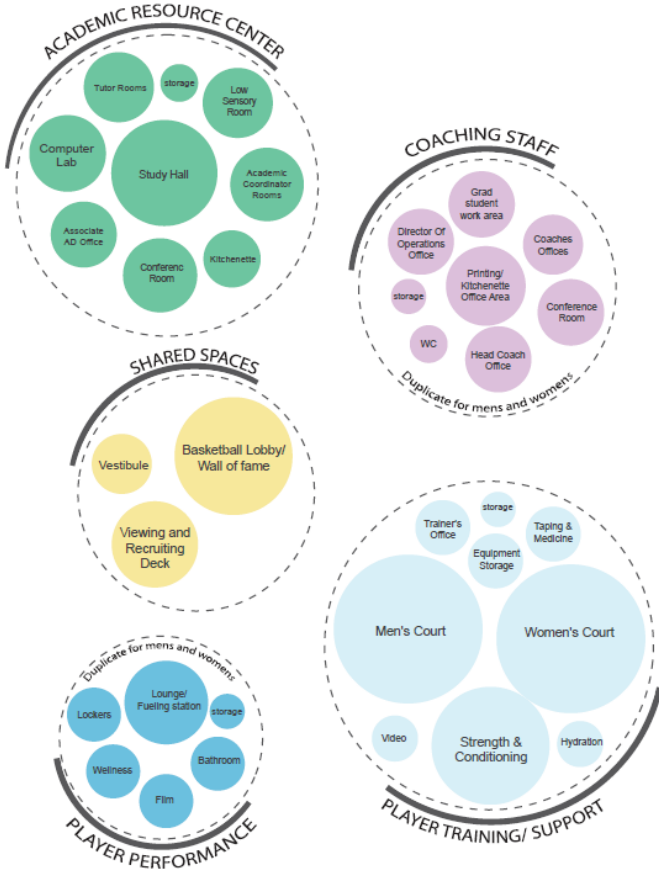 ACADEMIC RESOURCE CENTER
Tutor Rooms
storage
Low
Sensory
Room
Computer
Lab
Study Hall
Academic
Coordinator
Rooms
Associate
AD Office
Conferenc
Room
Kitchenette
COACHING STAFF
Grad
student
work area
Director Of
Operations
Office
Coaches
Offices
Printing/
Kitchenette
Office Area
storage
Conference
Room
WC
Head Coach
Office
Duplicate for mens and womens
SHARED SPACES
Basketball Lobby/
Wall of fame
Vestibule
Viewing and
Recruiting
Deck
storage
Trainer's
Office
Taping &
Medicine
Equipment
Storage
Men's Court
Women's Court
Video
Strength &
Conditioning
Hydration
PLAYER TRAINING/ SUPPORT
Duplicate for mens and womens
Lounge/
Fueling station
Lockers
storage
Wellness
Bathroom
Film
PLAYER PERFORMANCE